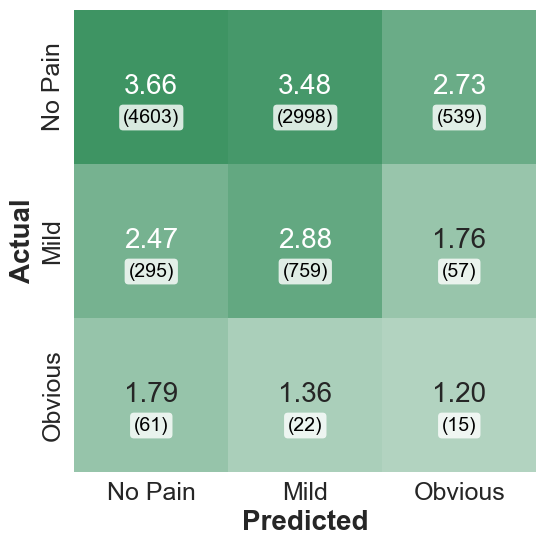 No Pain
3.66 3.48 2.73
(4603) (2998) (539)
Actual
Mild
2.47 2.88 1.76
(295) (759) (57)
Obvious
1.79 1.36 1.20
(61) (22) (15)
No Pain Mild Obvious
Predicted